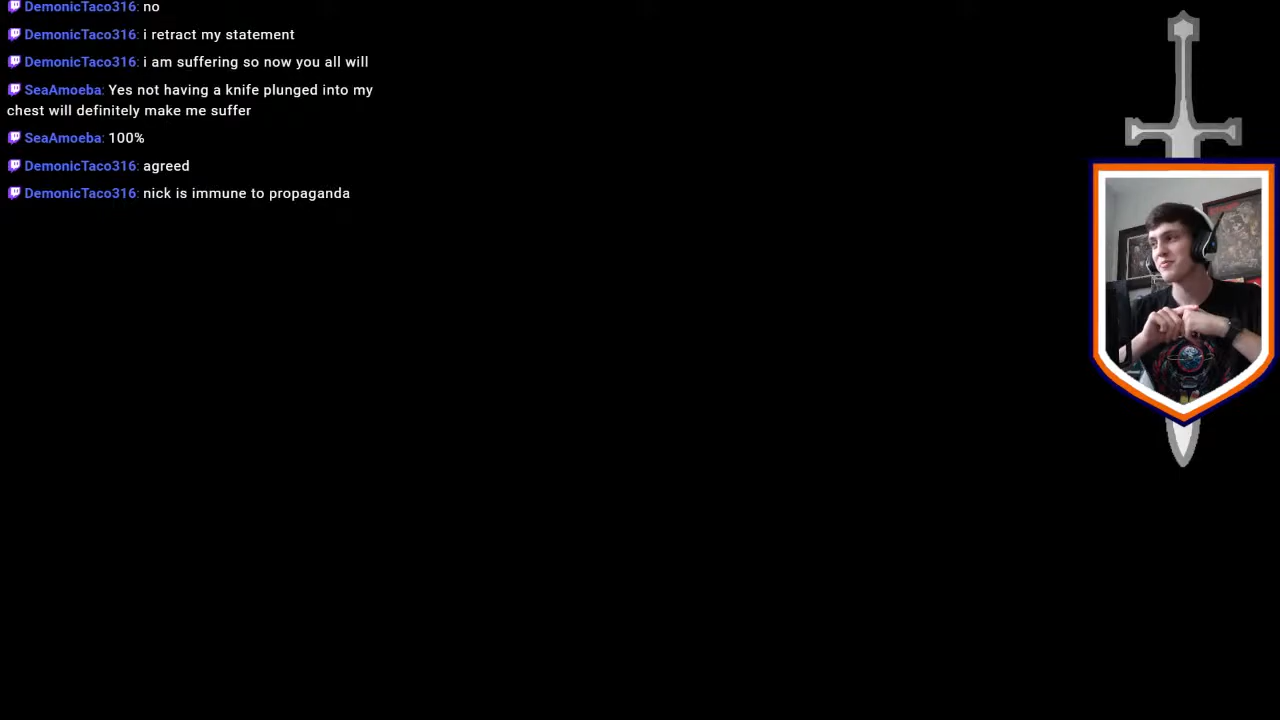 DemonicTaco316: no
DemonicTaco316: i retract my statement
DemonicTaco316: i am suffering so now you all will
SeaAmoeba: Yes not having a knife plunged into my
chest will definitely make me suffer
SeaAmoeba: 100%
DemonicTaco316: agreed
DemonicTaco316: nick is immune to propaganda